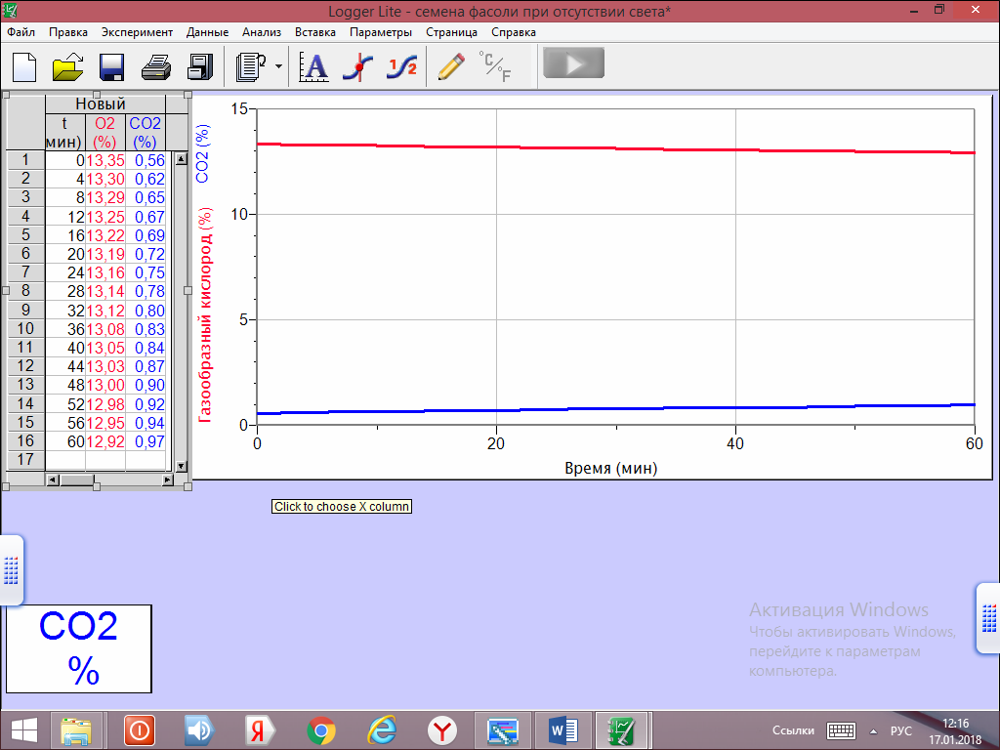 Logger Lite - семена фасоли при отсутствии света*
Файл Правка Эксперимент Данные Анализ Вставка Параметры Страница Справка
A 1/2 °C/F
Новый
t O2 CO2
мин) (%) (%)
1 0 13,35 0,56
2 4 13,30 0,62
3 8 13,29 0,65
4 12 13,25 0,67
5 16 13,22 0,69
6 20 13,19 0,72
7 24 13,16 0,75
8 28 13,14 0,78
9 32 13,12 0,80
10 36 13,08 0,83
11 40 13,05 0,84
12 44 13,03 0,87
13 48 13,00 0,90
14 52 12,98 0,92
15 56 12,95 0,94
16 60 12,92 0,97
17
Газообразный кислород (%) CO2 (%)
15
10
5
0
0 20 40 60
Время (мин)
Click to choose X column
CO2
%
Активация Windows
Чтобы активировать Windows,
перейдите к параметрам
компьютера.
Ссылки РУС 12:16
17.01.2018